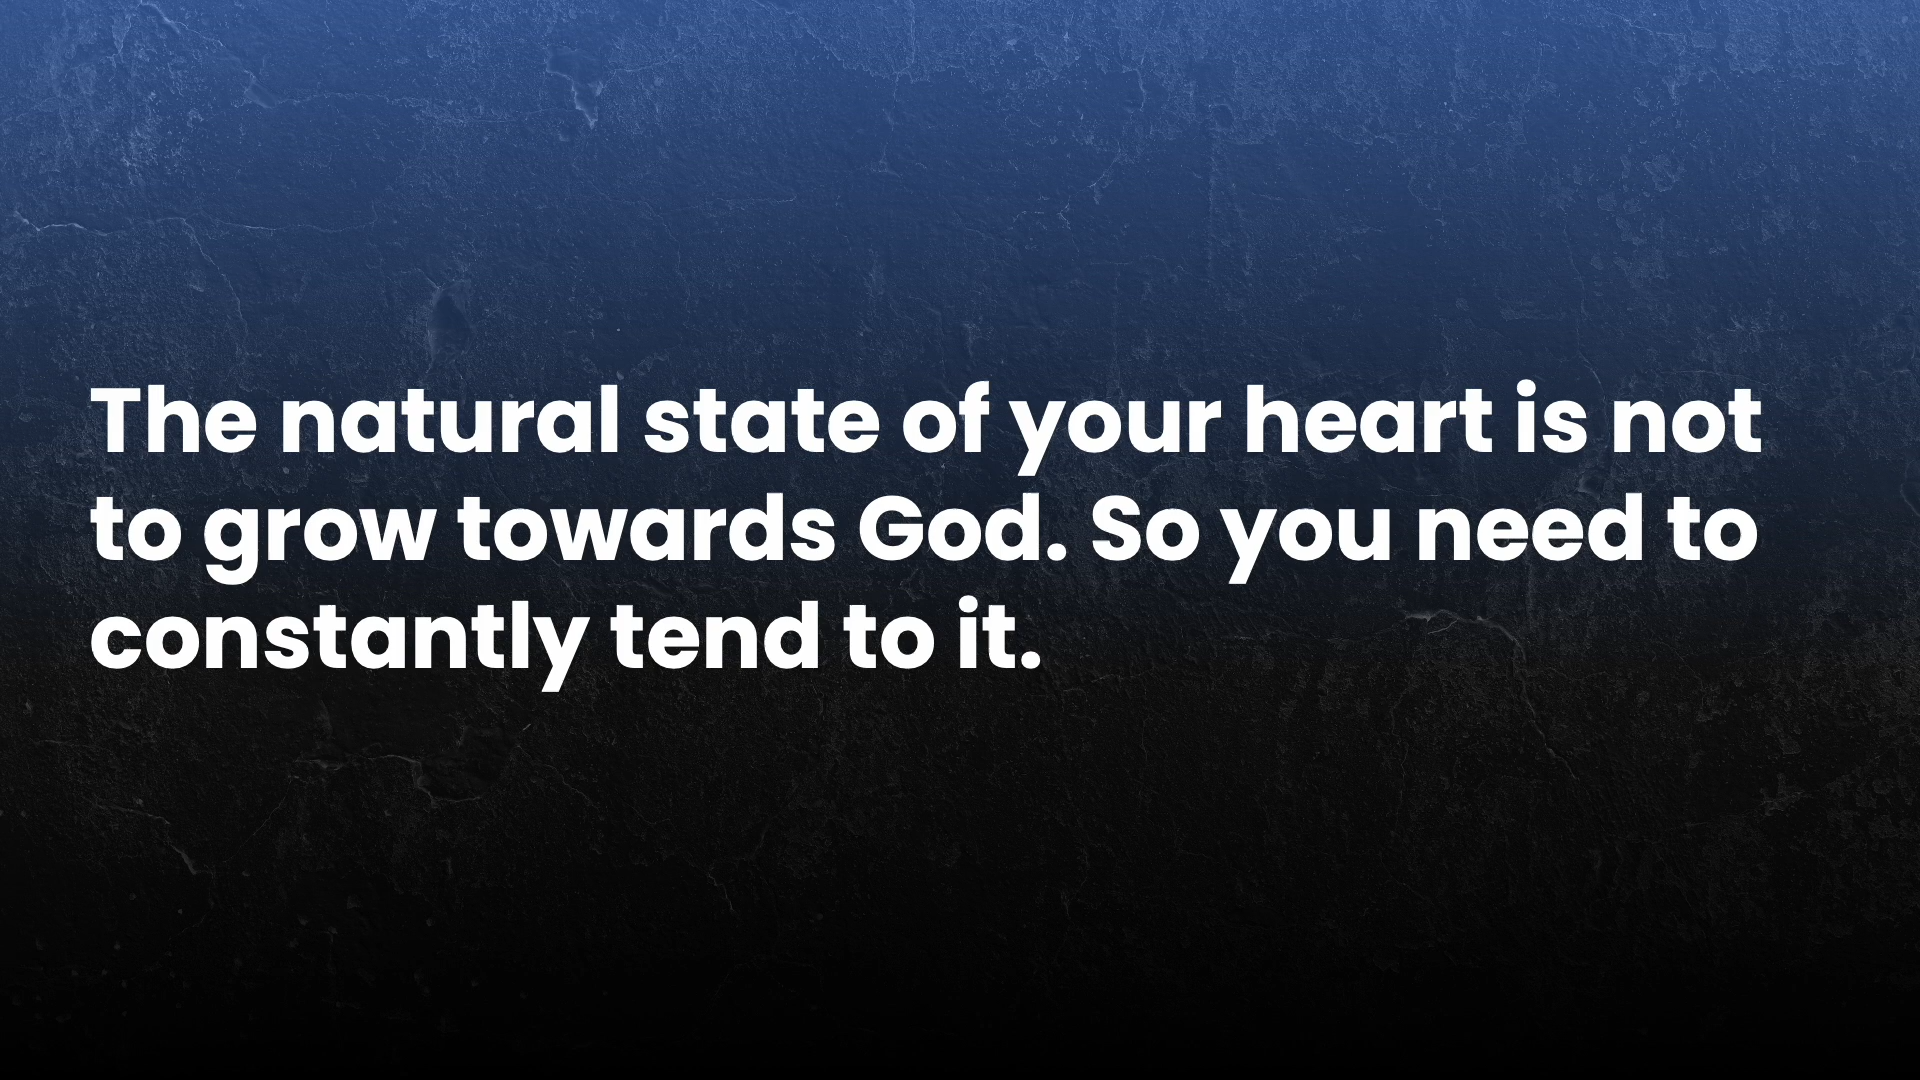 The natural state of your heart is not
to grow towards God. So you need to
constantly tend to it.